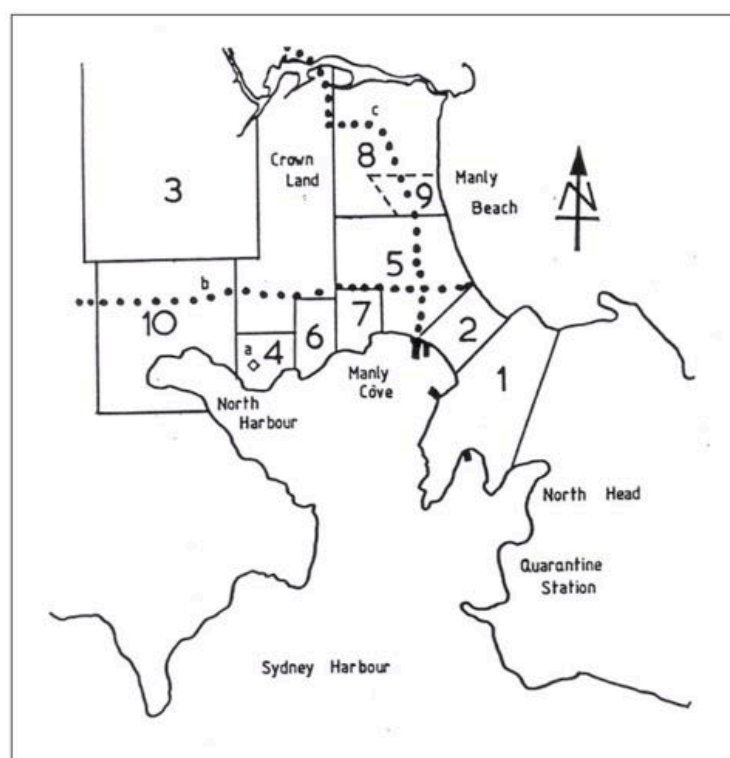 c
Crown
Land
8
3
9
Manly
Beach
N
5
b
10
7
6
2
a
4
1
Manly
Cove
North
Harbour
North Head
Quarantine
Station
Sydney Harbour